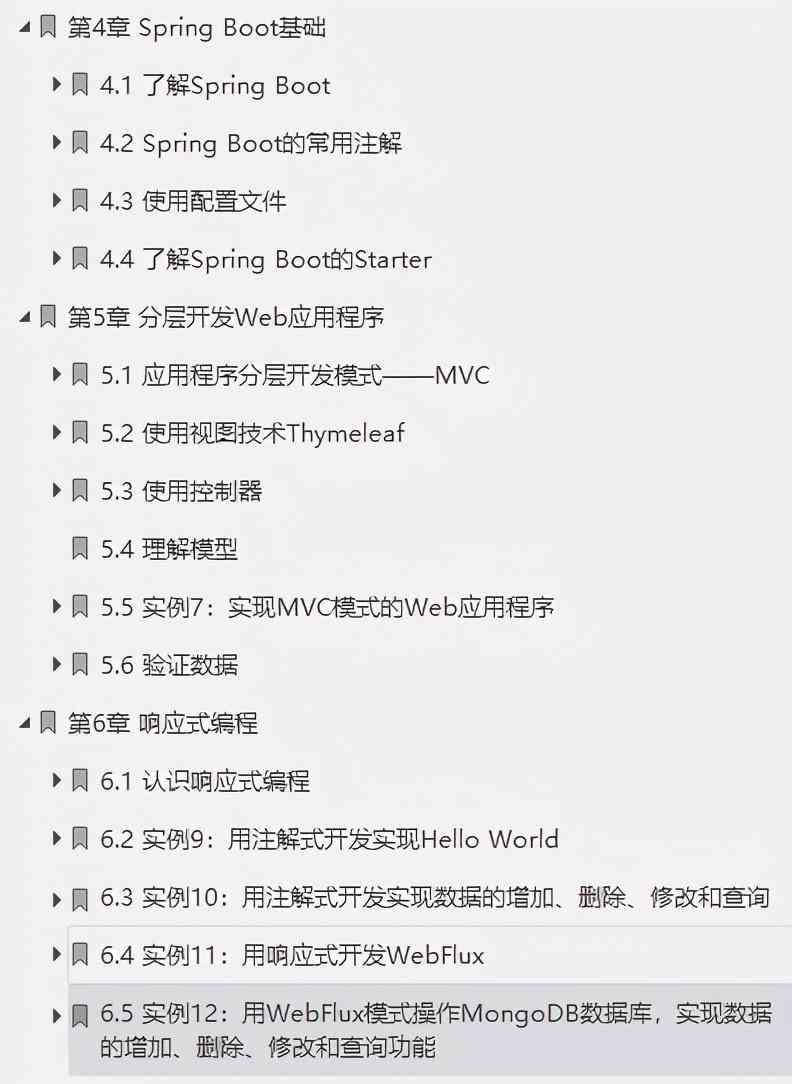 第4章 Spring Boot基础
4.1 了解Spring Boot
4.2 Spring Boot的常用注解
4.3 使用配置文件
4.4 了解Spring Boot的Starter
第5章 分层开发Web应用程序
5.1 应用程序分层开发模式——MVC
5.2 使用视图技术Thymeleaf
5.3 使用控制器
5.4 理解模型
5.5 实例7：实现MVC模式的Web应用程序
5.6 验证数据
第6章 响应式编程
6.1 认识响应式编程
6.2 实例9：用注解式开发实现Hello World
6.3 实例10：用注解式开发实现数据的增加、删除、修改和查询
6.4 实例11：用响应式开发WebFlux
6.5 实例12：用WebFlux模式操作MongoDB数据库，实现数据
的增加、删除、修改和查询功能